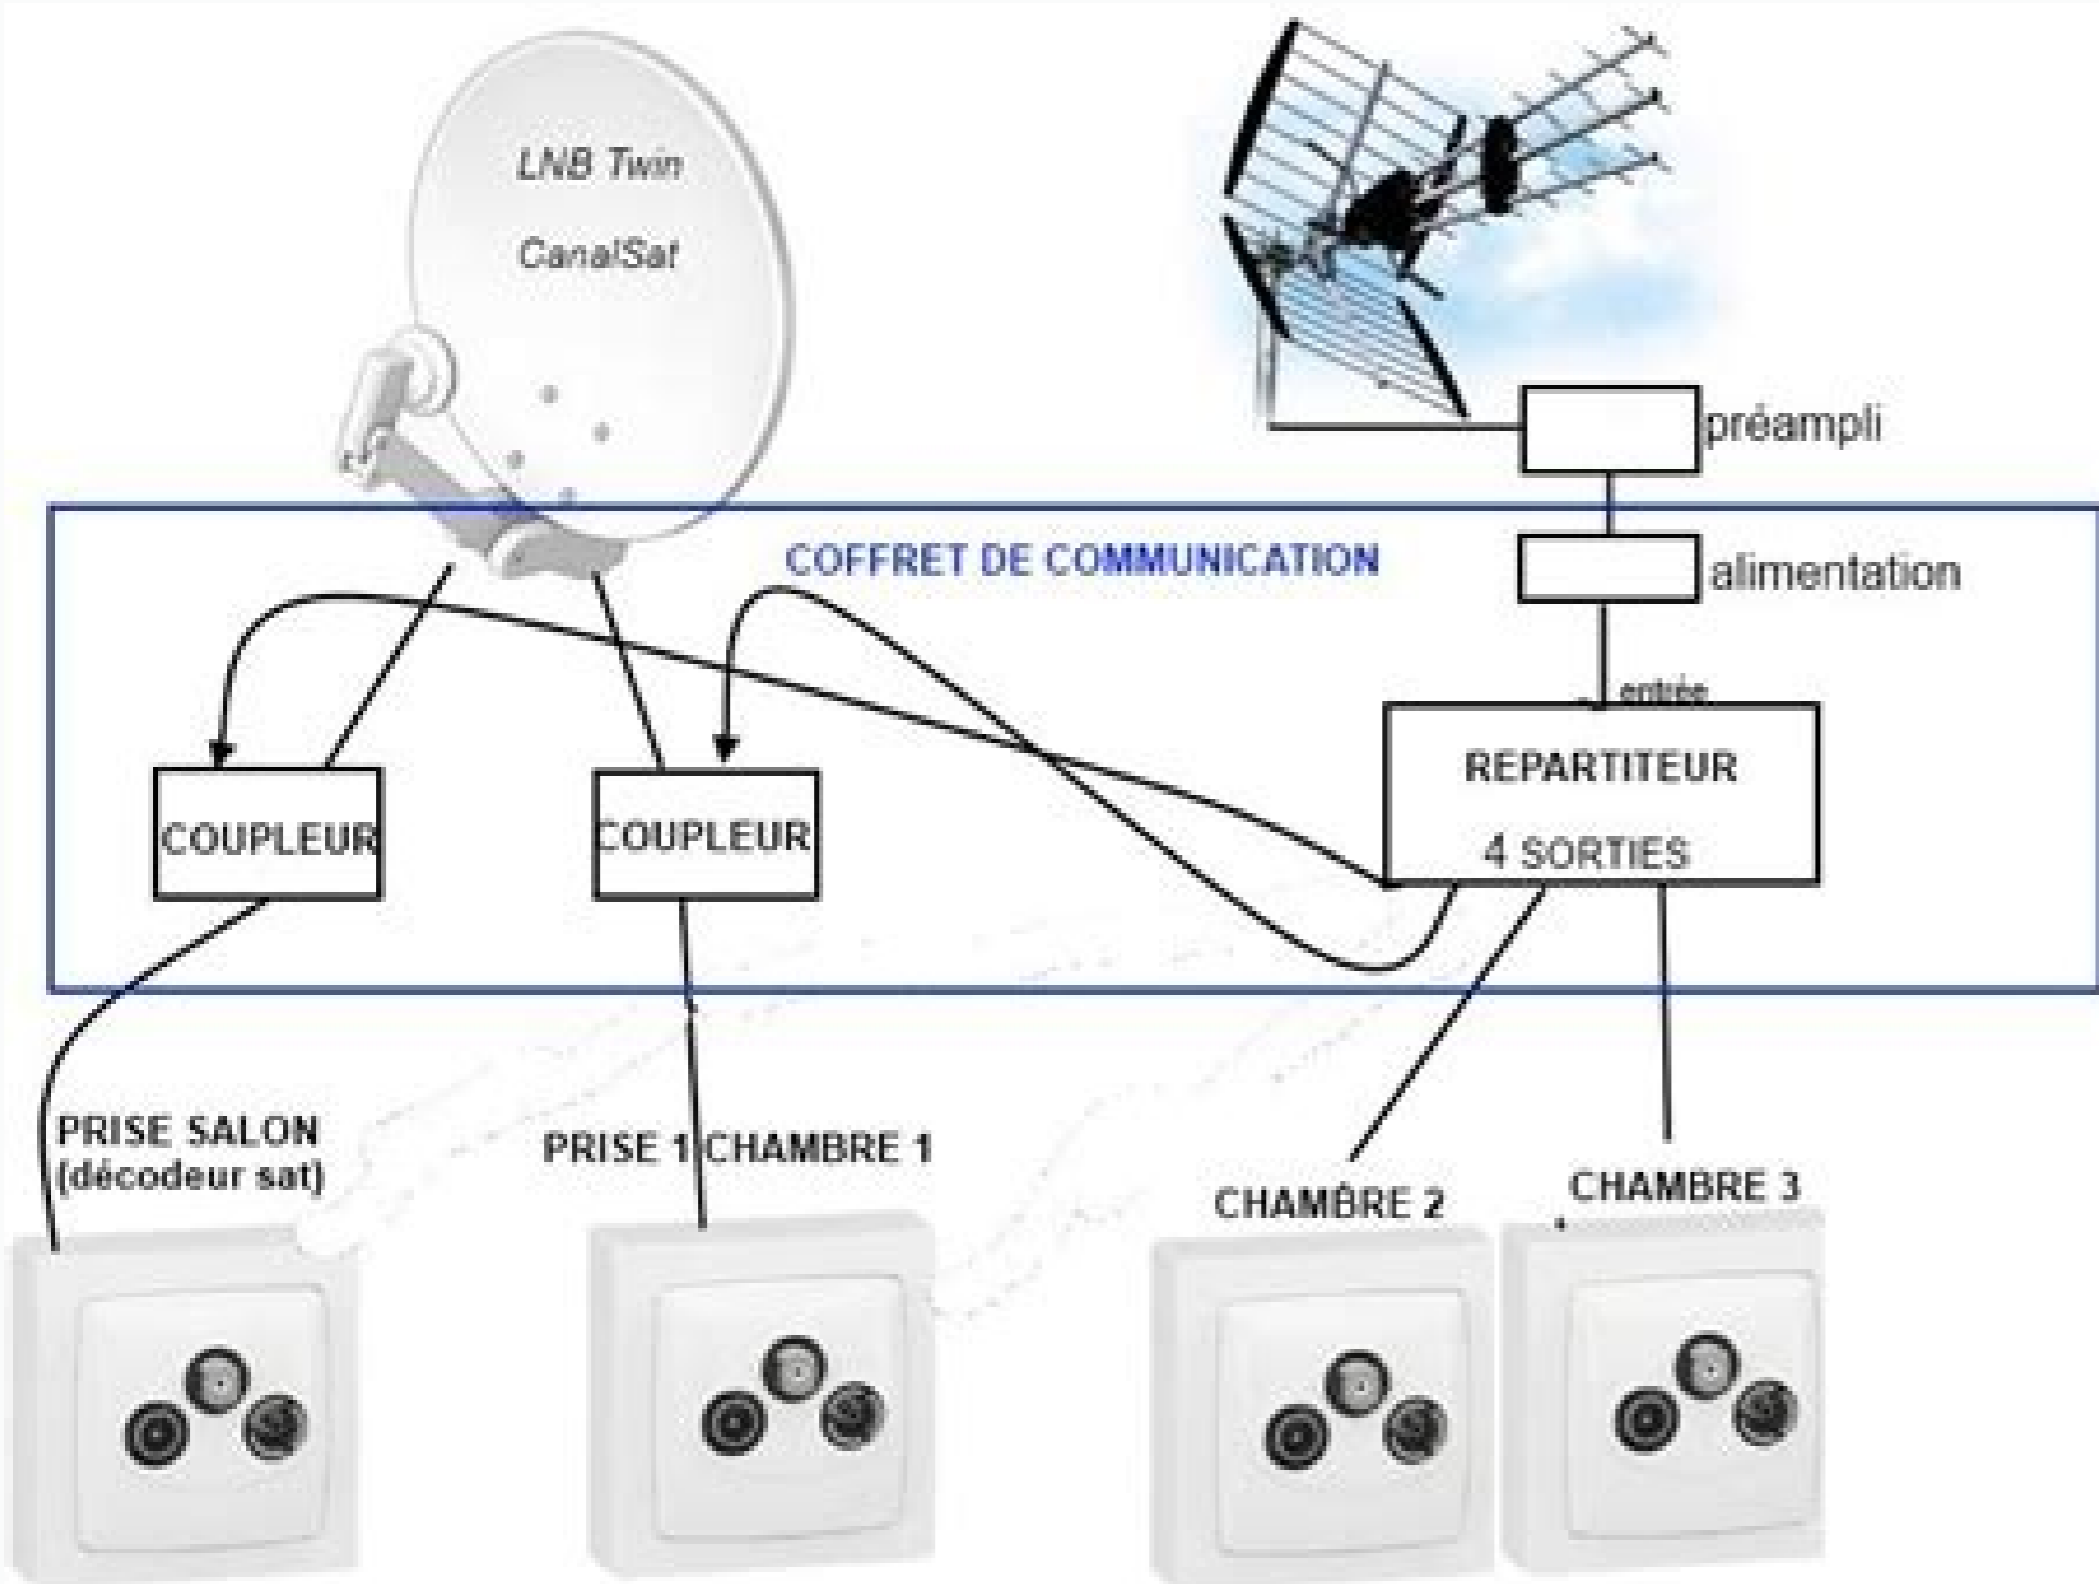 LNB Twin
CanalSat
préampli
COFFRET DE COMMUNICATION
alimentation
entrée
REPARTITEUR
4 SORTIES
COUPLEUR
COUPLEUR
PRISE SALON
(décodeur sat)
PRISE 1 CHAMBRE 1
CHAMBRE 2
CHAMBRE 3